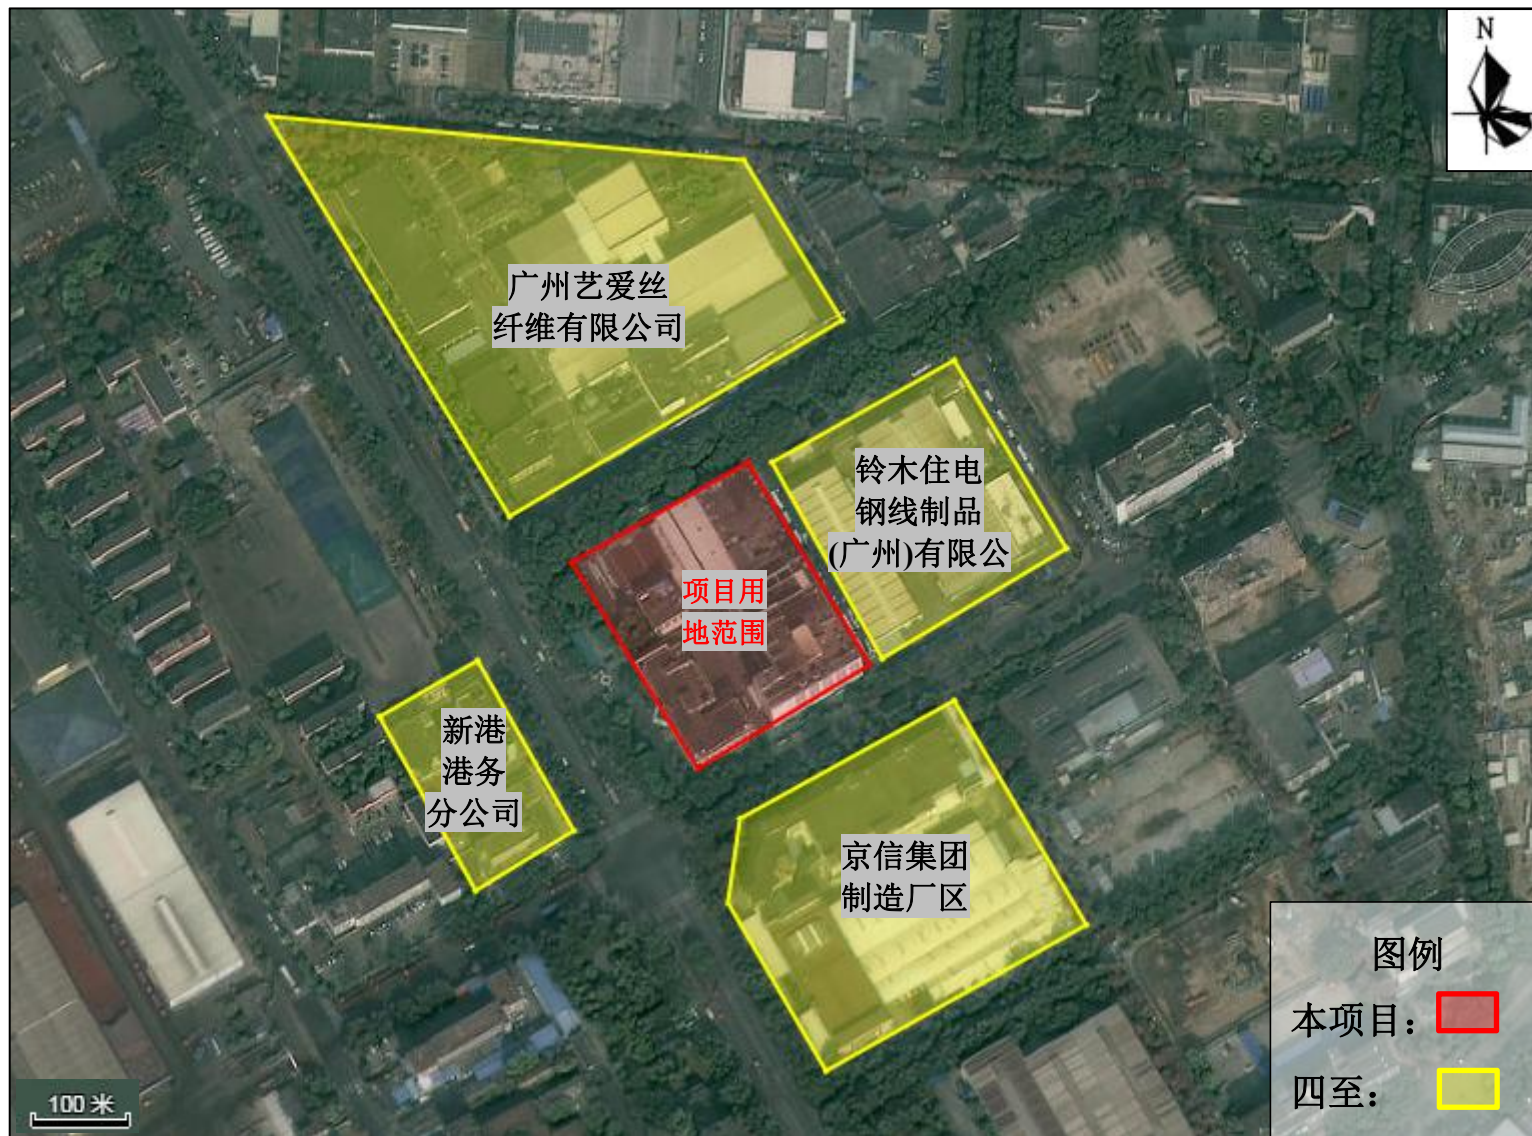 N
广州艺爱丝
纤维有限公司
铃木住电
钢线制品
(广州)有限公
项目用
地范围
新港
港务
分公司
京信集团
制造厂区
图例
本项目：
四至：
100 米